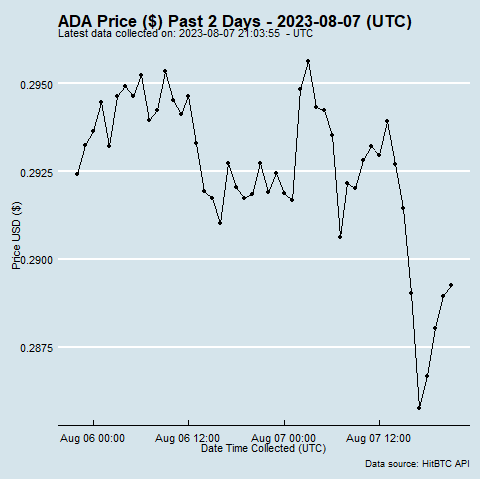 ADA Price ($) Past 2 Days - 2023-08-07 (UTC)
Latest data collected on: 2023-08-07 21:03:55 - UTC
0.2950
0.2925
0.2900
0.2875
Price USD ($)
Aug 06 00:00
Aug 06 12:00
Aug 07 00:00
Aug 07 12:00
Date Time Collected (UTC)
Data source: HitBTC API